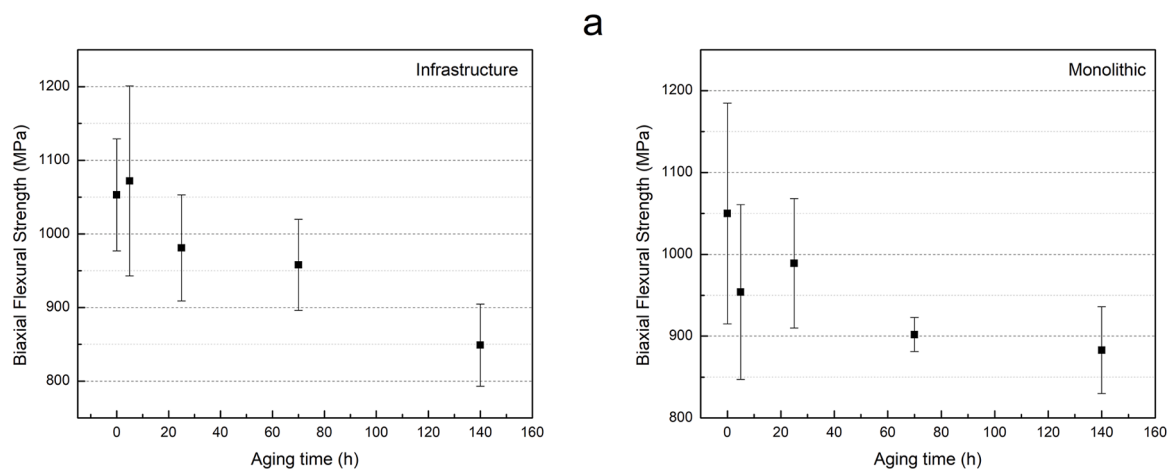 a
Infrastructure
Biaxial Flexural Strength (MPa)
1200
1100
1000
900
800
0 20 40 60 80 100 120 140 160
Aging time (h)
Monolithic
Biaxial Flexural Strength (MPa)
1200
1100
1000
900
800
0 20 40 60 80 100 120 140 160
Aging time (h)